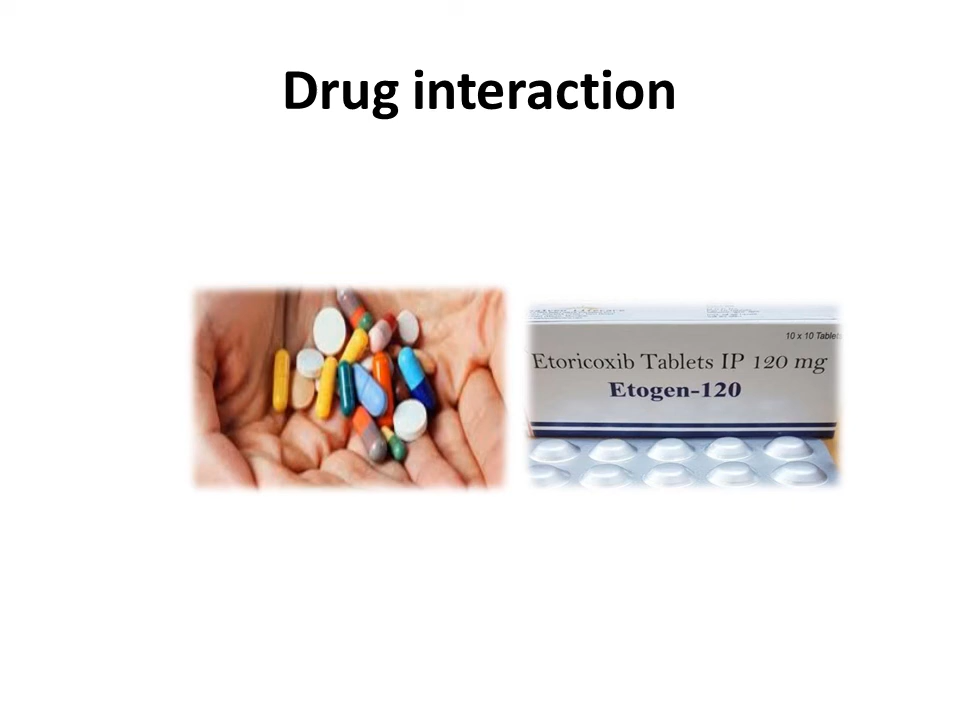 Drug interaction
10 x 10 Tablets
Etoricoxib Tablets IP 120 mg
Etogen-120